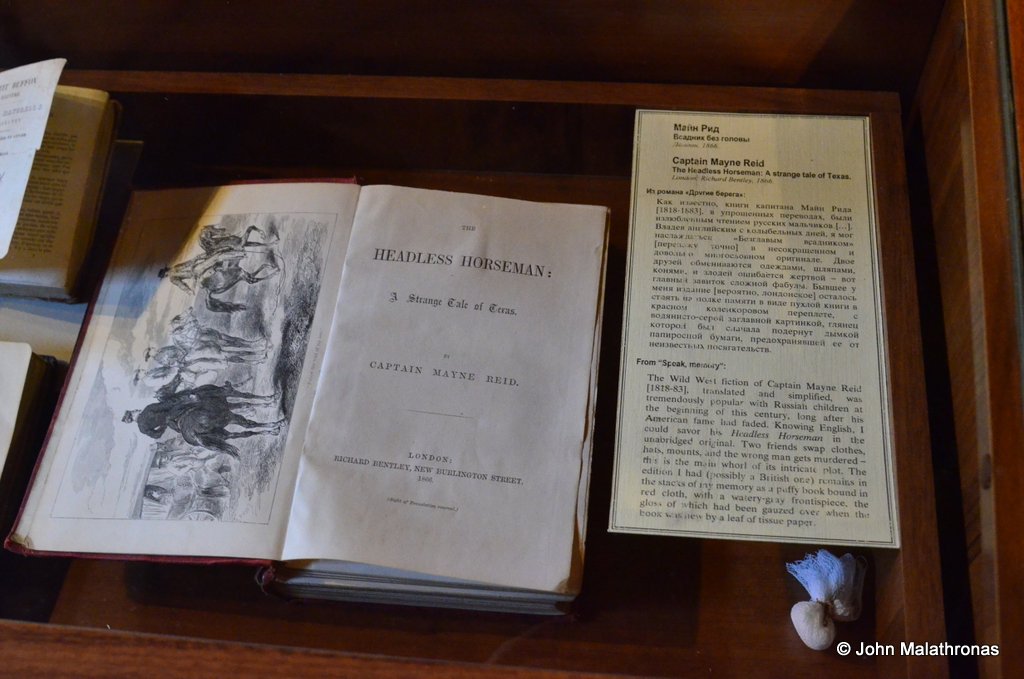 THE
HEADLESS HORSEMAN:
A Strange Tale of Texas.
BY
CAPTAIN MAYNE REID.
LONDON:
RICHARD BENTLEY, NEW BURLINGTON STREET.
1866.
(Right of Translation reserved.)
Майн Рид
Всадник без головы
Лондон, 1866.
Captain Mayne Reid
The Headless Horseman: A strange tale of Texas.
London: Richard Bentley, 1866.
Из романа «Другие берега»:
Как известно, книги капитана Майн Рида
[1818-1883], в упрощенных переводах, были
излюбленным чтением русских мальчиков [...].
Владея английским с колыбельных дней, я мог
наслаждаться «Безглавым всадником»
[перевожу точно] в несокращенном и
довольно многословном оригинале. Двое
друзей обмениваются одеждами, шляпами,
конями, и злодей ошибается жертвой – вот
главный завиток сложной фабулы. Бывшее у
меня издание [вероятно, лондонское] осталось
стоять на полке памяти в виде пухлой книги в
красном коленкоровом переплете, с
водянисто-серой заглавной картинкой, глянец
которой был сначала подернут дымкой
папиросной бумаги, предохранявшей ее от
неизвестных посягательств.
From "Speak, memory":
The Wild West fiction of Captain Mayne Reid
[1818-83], translated and simplified, was
tremendously popular with Russian children at
the beginning of this century, long after his
American fame had faded. Knowing English, I
could savor his Headless Horseman in the
unabridged original. Two friends swap clothes,
hats, mounts, and the wrong man gets murdered –
this is the main whorl of its intricate plot. The
edition I had (possibly a British one) remains in
the stacks of my memory as a puffy book bound in
red cloth, with a watery-gray frontispiece, the
gloss of which had been gauzed over when the
book was new by a leaf of tissue paper.
© John Malathronas